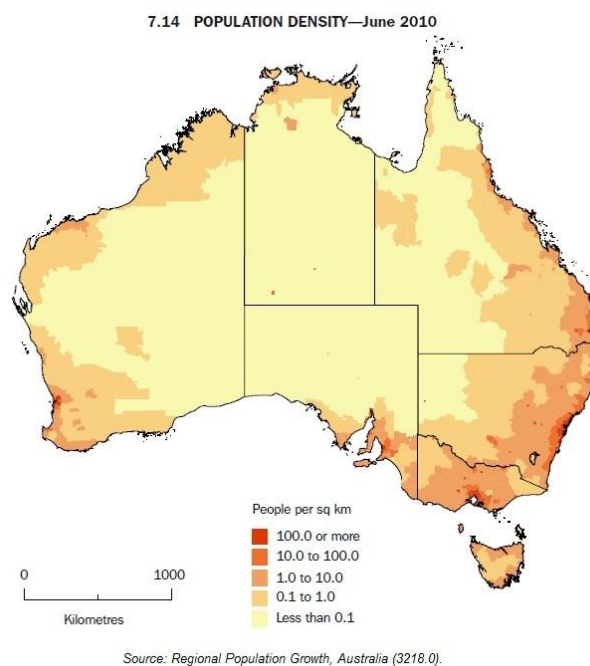 7.14 POPULATION DENSITY—June 2010
People per sq km
100.0 or more
10.0 to 100.0
1.0 to 10.0
0.1 to 1.0
Less than 0.1
0 1000
Kilometres
Source: Regional Population Growth, Australia (3218.0).